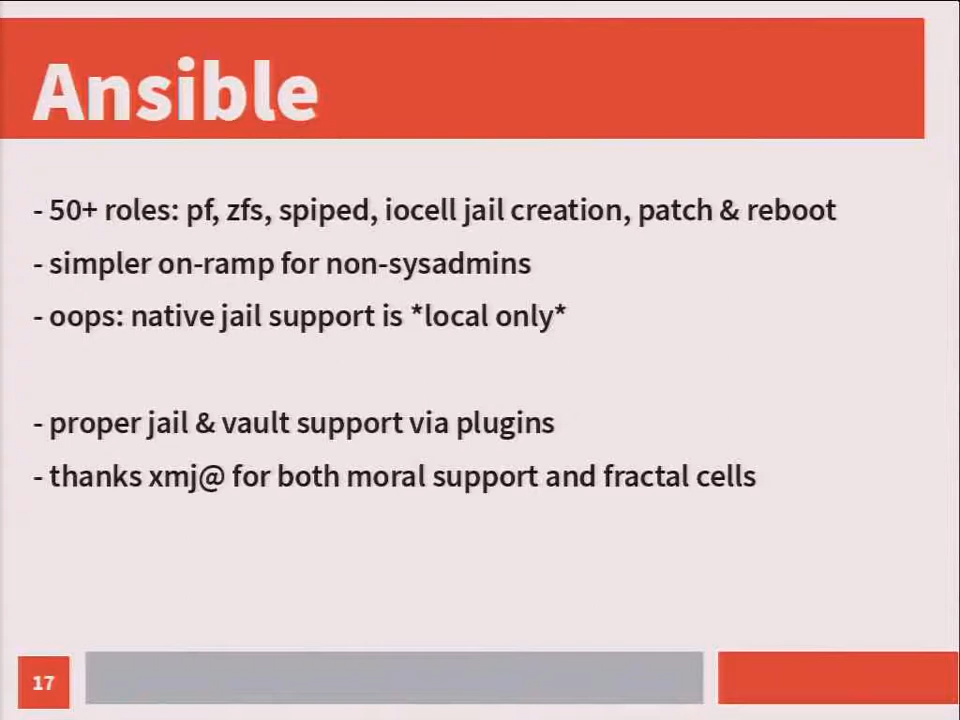 Ansible
- 50+ roles: pf, zfs, spiped, iocell jail creation, patch & reboot
- simpler on-ramp for non-sysadmins
- oops: native jail support is *local only*
- proper jail & vault support via plugins
- thanks xmj@ for both moral support and fractal cells
17